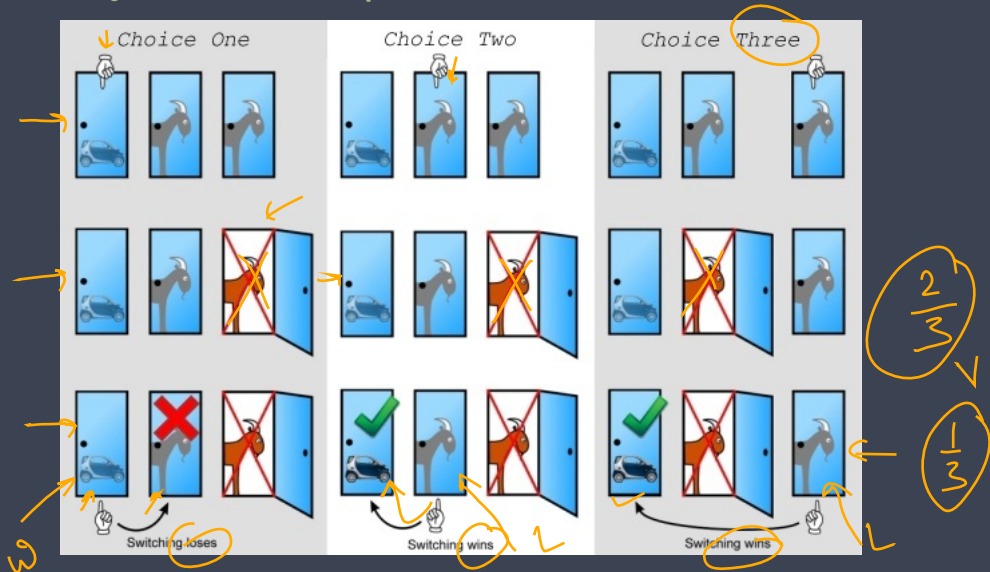 Choice One
Choice Two
Choice Three
2
3
1
3
Switching loses
Switching wins
Switching wins
W
L
L